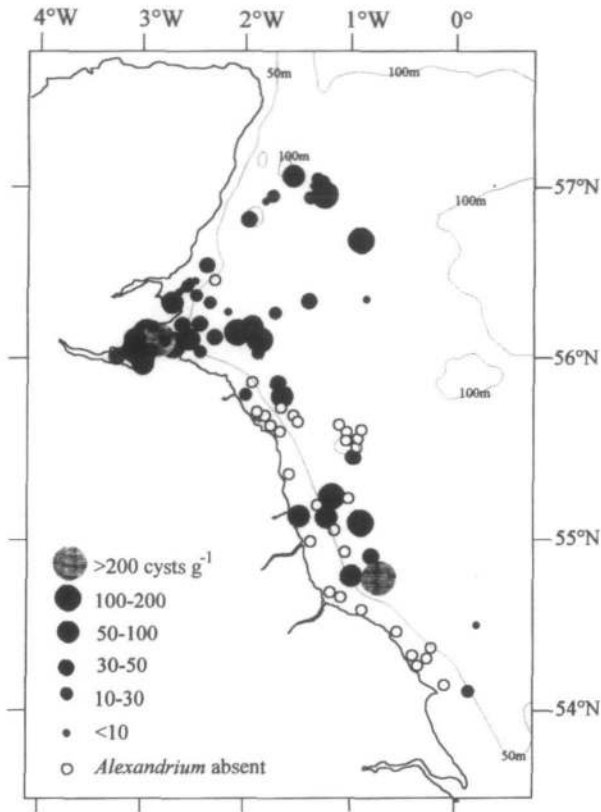 4°W 3°W 2°W 1°W 0°
50m 100m
100m
57°N
100m
56°N
100m
55°N
>200 cysts g⁻¹
100-200
50-100
30-50
10-30
<10
Alexandrium absent
54°N
50m